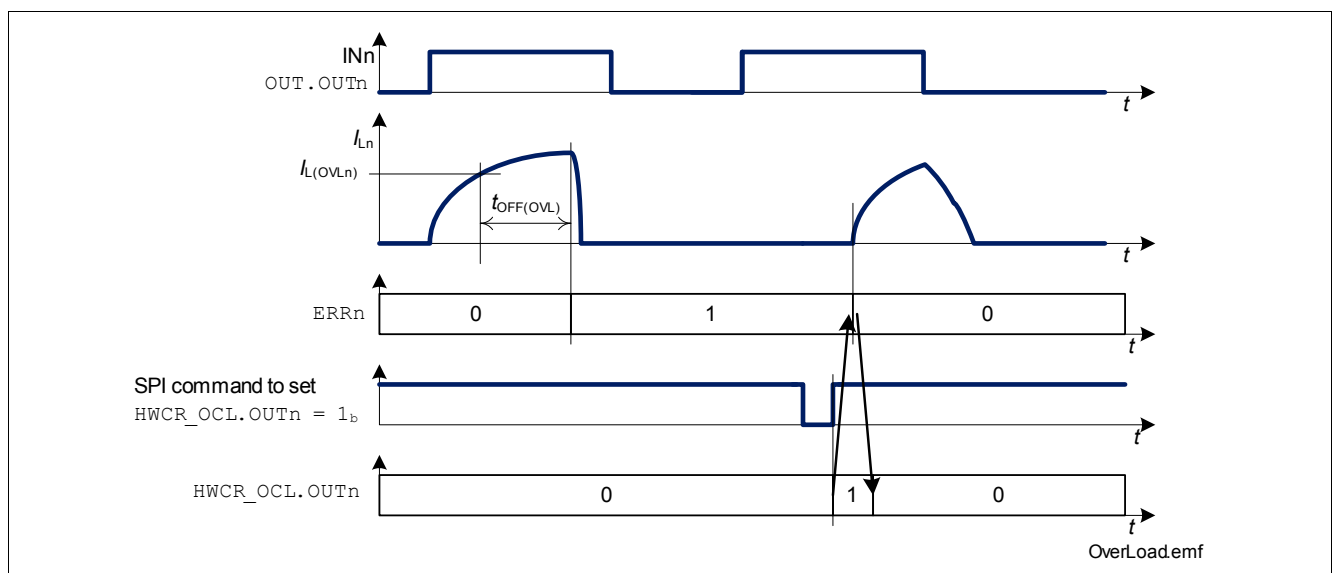 INn
OUT.OUTn
t
ILn
IL(OVLn)
tOFF(OVL)
t
ERRn
0
1
0
t
SPI command to set
HWCR_OCL.OUTn = 1b
t
HWCR_OCL.OUTn
0
1
0
t
OverLoad.emf